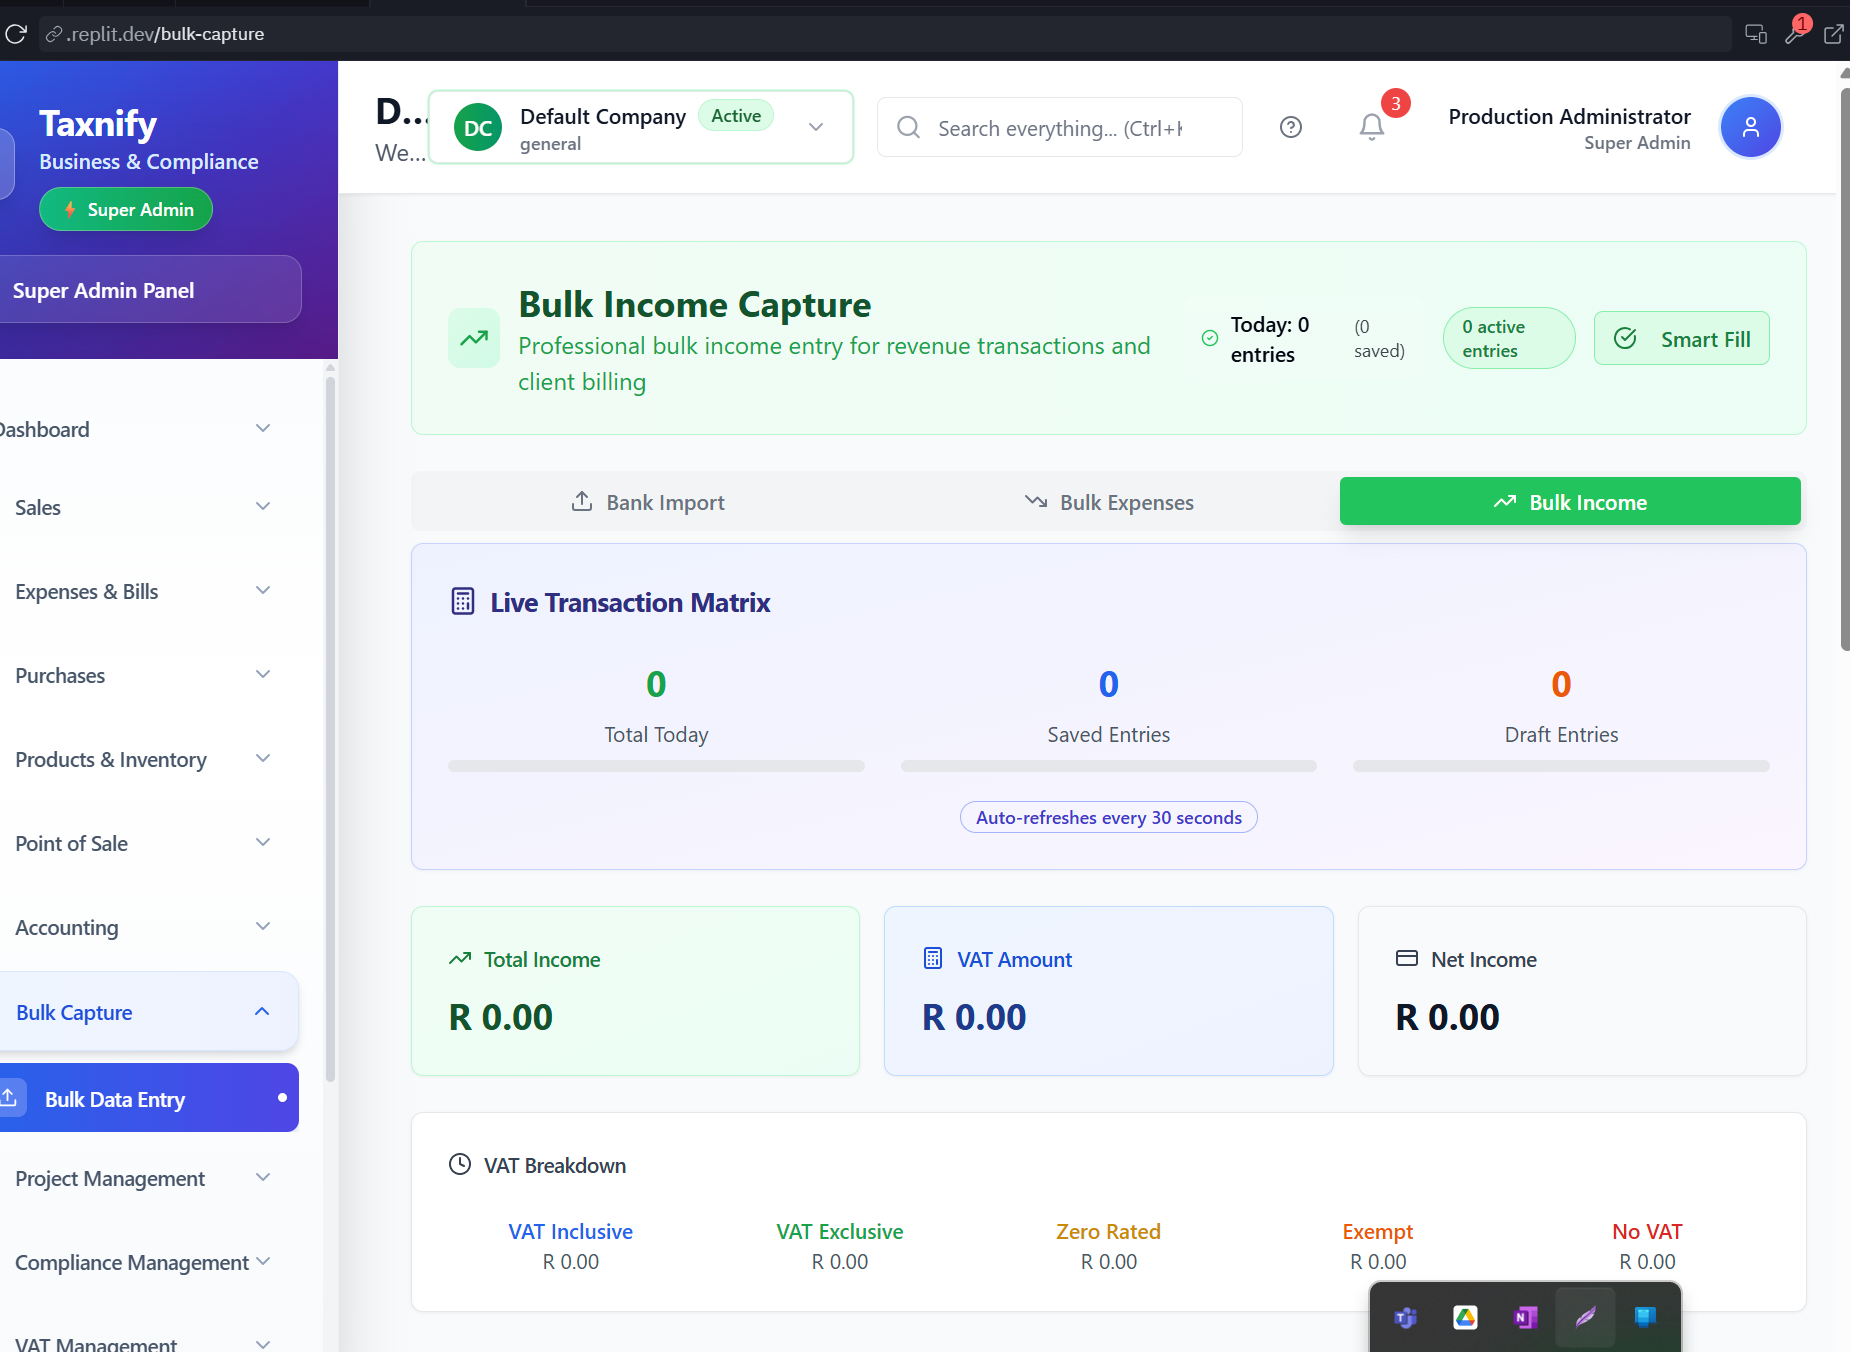 .replit.dev/bulk-capture
1
Taxnify
Business & Compliance
Super Admin
Super Admin Panel
Dashboard
Sales
Expenses & Bills
Purchases
Products & Inventory
Point of Sale
Accounting
Bulk Capture
Bulk Data Entry
Project Management
Compliance Management
VAT Management
D...
We...
DC
Default Company
Active
general
Search everything... (Ctrl+K
3
Production Administrator
Super Admin
Bulk Income Capture
Professional bulk income entry for revenue transactions and
client billing
Today: 0
entries
(0
saved)
0 active
entries
Smart Fill
Bank Import
Bulk Expenses
Bulk Income
Live Transaction Matrix
0
Total Today
0
Saved Entries
0
Draft Entries
Auto-refreshes every 30 seconds
Total Income
R 0.00
VAT Amount
R 0.00
Net Income
R 0.00
VAT Breakdown
VAT Inclusive
R 0.00
VAT Exclusive
R 0.00
Zero Rated
R 0.00
Exempt
R 0.00
No VAT
R 0.00